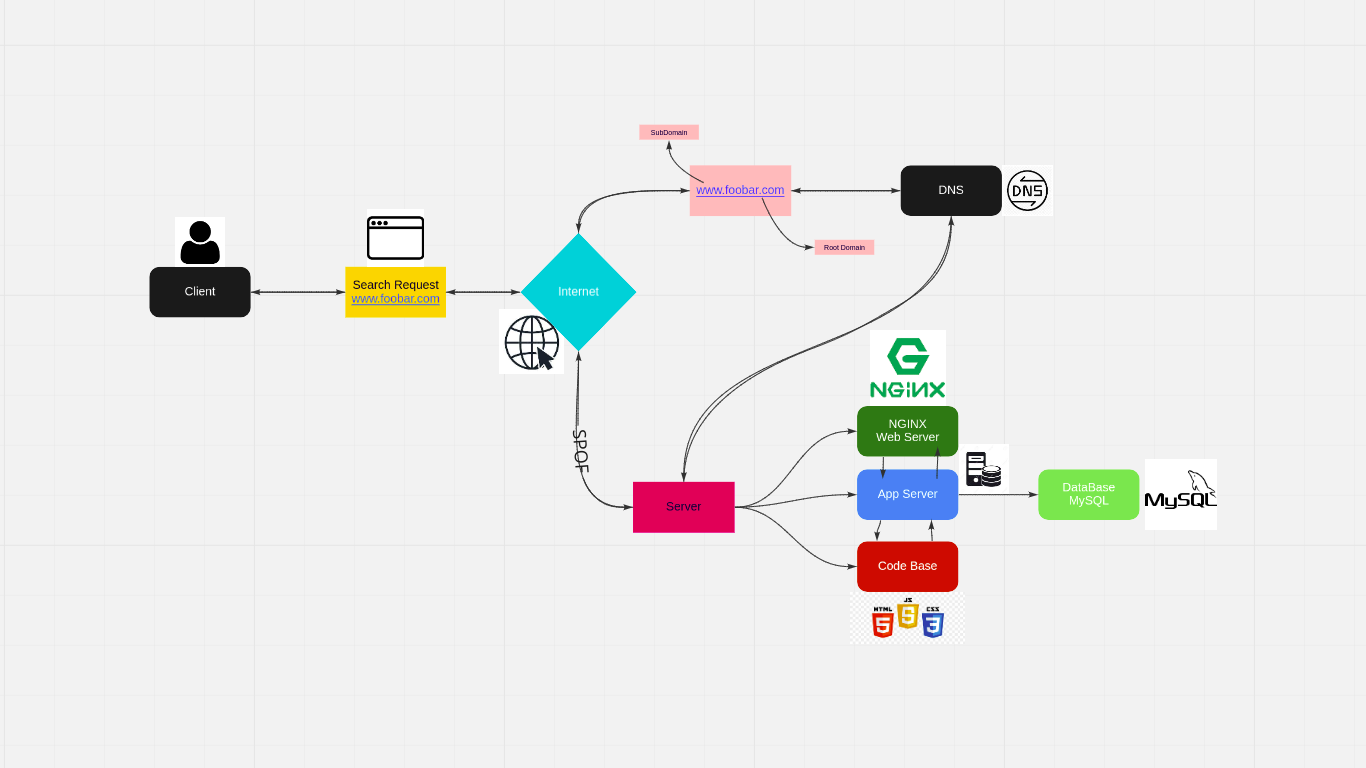 SubDomain
www.foobar.com
DNS
DNS
Root Domain
Client
Search Request
www.foobar.com
Internet
NGINX
NGINX
Web Server
SPOF
Server
App Server
DataBase
MySQL
MySQL
Code Base
HTML
JS
CSS
5
5
3